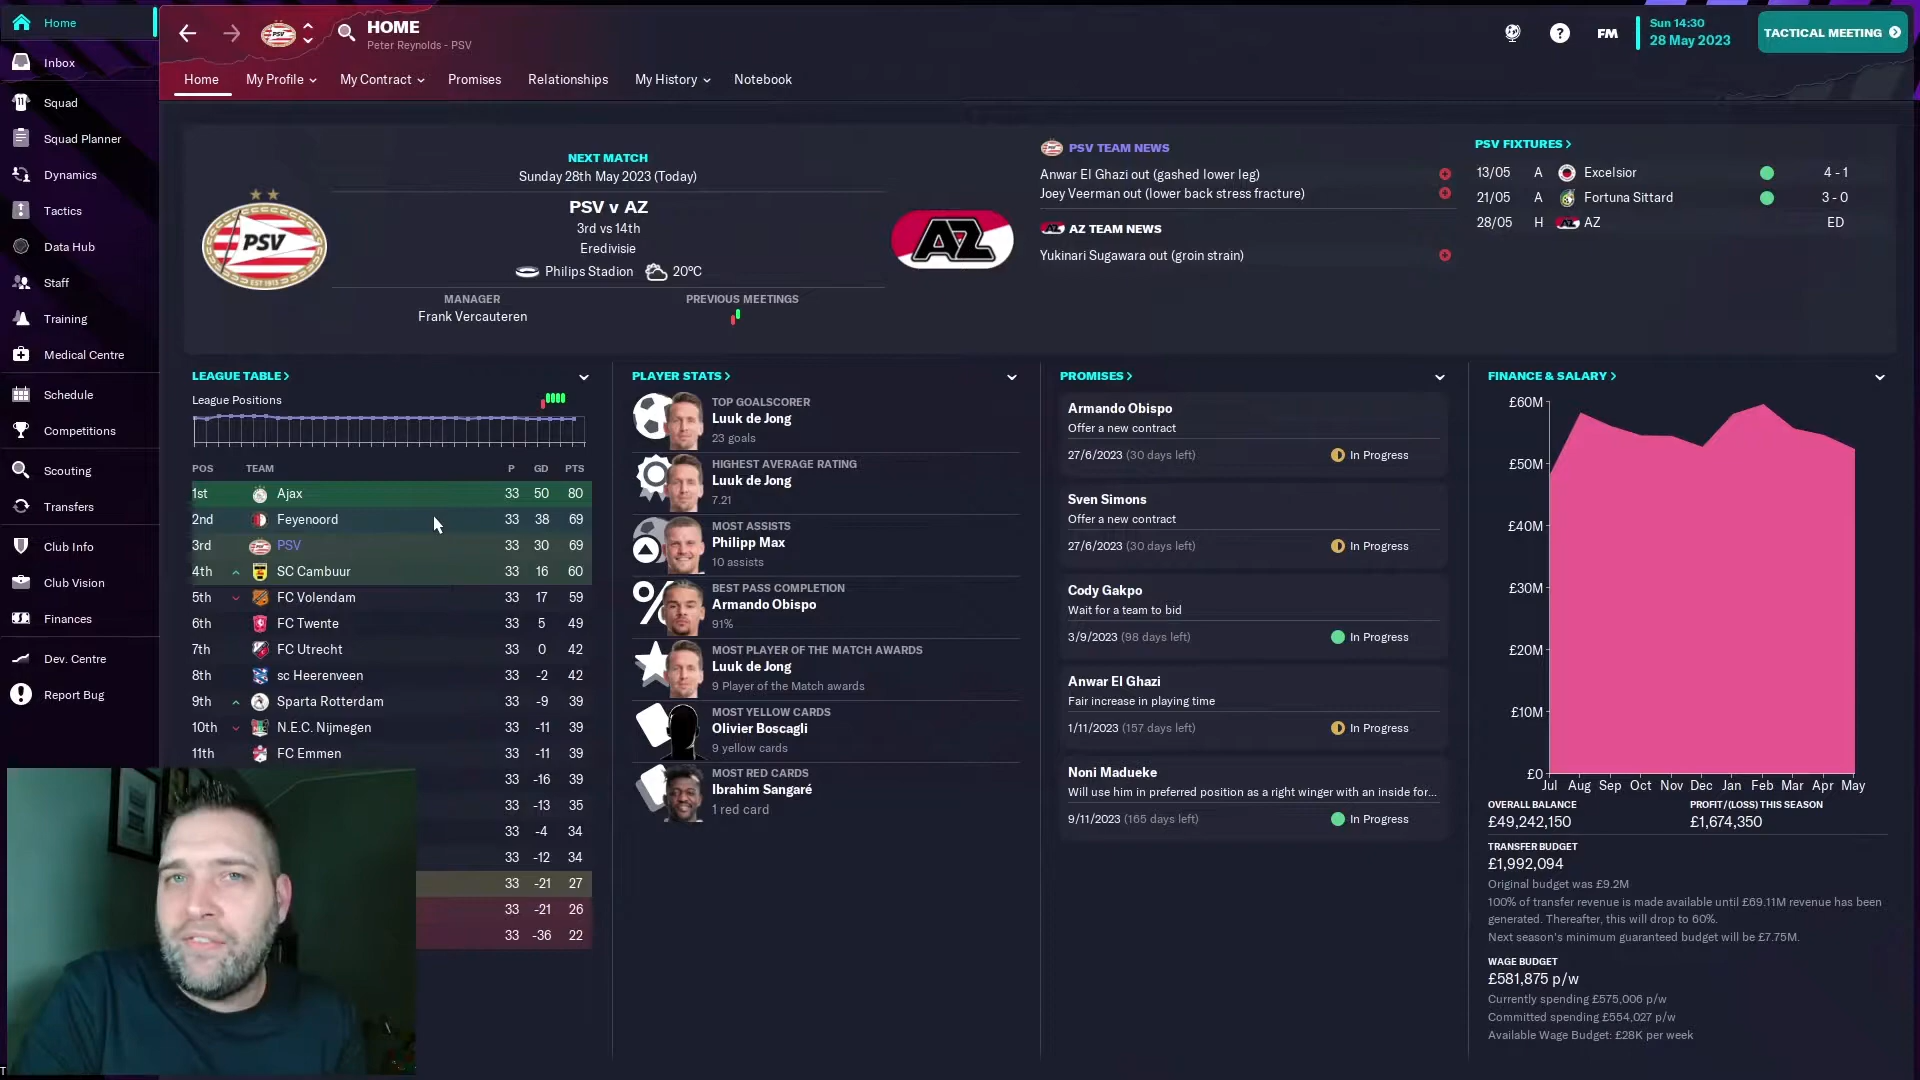 Home
Inbox
Squad
Squad Planner
Dynamics
Tactics
Data Hub
Staff
Training
Medical Centre
Schedule
Competitions
Scouting
Transfers
Club Info
Club Vision
Finances
Dev. Centre
Report Bug
HOME
Peter Reynolds - PSV
FM
Sun 14:30
28 May 2023
TACTICAL MEETING
Home My Profile My Contract Promises Relationships My History Notebook
PSV
NEXT MATCH
Sunday 28th May 2023 (Today)
PSV v AZ
3rd vs 14th
Eredivisie
Philips Stadion 20°C
MANAGER
Frank Vercauteren
PREVIOUS MEETINGS
AZ
PSV TEAM NEWS
Anwar El Ghazi out (gashed lower leg)
Joey Veerman out (lower back stress fracture)
AZ TEAM NEWS
Yukinari Sugawara out (groin strain)
PSV FIXTURES
13/05 A Excelsior 4 - 1
21/05 A Fortuna Sittard 3 - 0
28/05 H AZ ED
LEAGUE TABLE
League Positions
POS TEAM P GD PTS
1st Ajax 33 50 80
2nd Feyenoord 33 38 69
3rd PSV 33 30 69
4th SC Cambuur 33 16 60
5th FC Volendam 33 17 59
6th FC Twente 33 5 49
7th FC Utrecht 33 0 42
8th sc Heerenveen 33 -2 42
9th Sparta Rotterdam 33 -9 39
10th N.E.C. Nijmegen 33 -11 39
11th FC Emmen 33 -11 39
33 -16 39
33 -13 35
33 -4 34
33 -12 34
33 -21 27
33 -21 26
33 -36 22
PLAYER STATS
TOP GOALSCORER
Luuk de Jong
23 goals
HIGHEST AVERAGE RATING
Luuk de Jong
7.21
MOST ASSISTS
Philipp Max
10 assists
BEST PASS COMPLETION
Armando Obispo
91%
MOST PLAYER OF THE MATCH AWARDS
Luuk de Jong
9 Player of the Match awards
MOST YELLOW CARDS
Olivier Boscagli
9 yellow cards
MOST RED CARDS
Ibrahim Sangaré
1 red card
PROMISES
Armando Obispo
Offer a new contract
27/6/2023 (30 days left) In Progress
Sven Simons
Offer a new contract
27/6/2023 (30 days left) In Progress
Cody Gakpo
Wait for a team to bid
3/9/2023 (98 days left) In Progress
Anwar El Ghazi
Fair increase in playing time
1/11/2023 (157 days left) In Progress
Noni Madueke
Will use him in preferred position as a right winger with an inside for...
9/11/2023 (165 days left) In Progress
FINANCE & SALARY
£60M
£50M
£40M
£30M
£20M
£10M
£0
Jul Aug Sep Oct Nov Dec Jan Feb Mar Apr May
OVERALL BALANCE
£49,242,150
PROFIT/(LOSS) THIS SEASON
£1,674,350
TRANSFER BUDGET
£1,992,094
Original budget was £9.2M
100% of transfer revenue is made available until £69.11M revenue has been
generated. Thereafter, this will drop to 60%.
Next season's minimum guaranteed budget will be £7.75M.
WAGE BUDGET
£581,875 p/w
Currently spending £575,006 p/w
Committed spending £554,027 p/w
Available Wage Budget: £28K per week